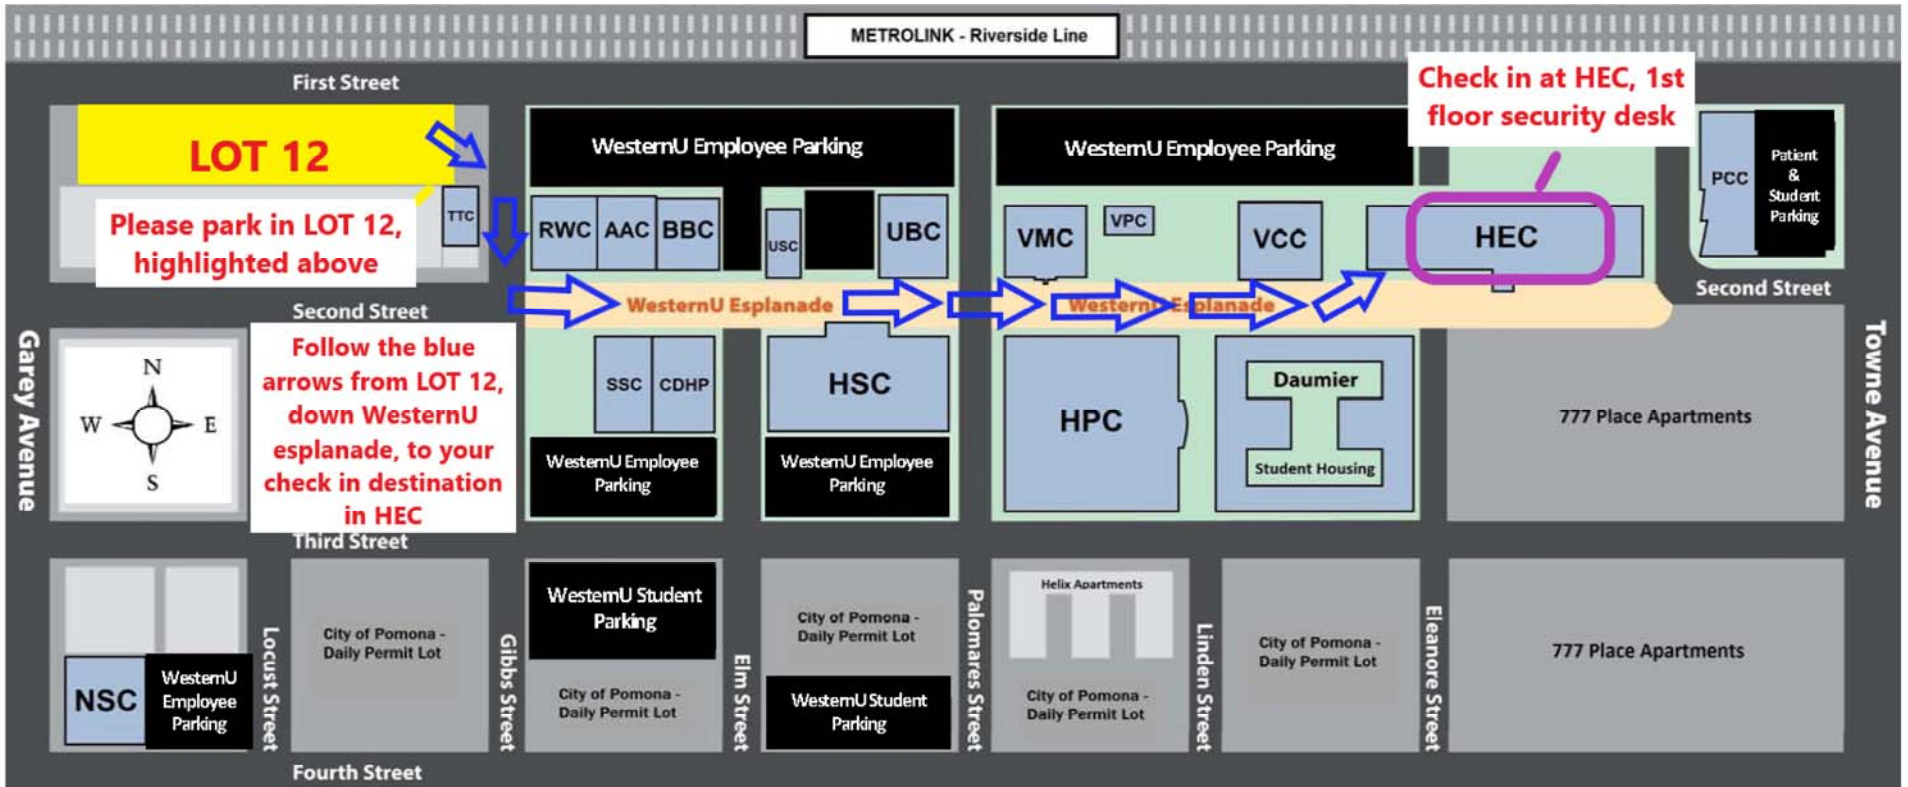 METROLINK - Riverside Line
First Street
Check in at HEC, 1st
floor security desk
LOT 12
WesternU Employee Parking
WesternU Employee Parking
PCC
Patient
&
Student
Parking
TTC
Please park in LOT 12,
highlighted above
RWC
AAC
BBC
USC
UBC
VMC
VPC
VCC
HEC
Second Street
WesternU Esplanade
WesternU Esplanade
Second Street
Garey Avenue
N
W
E
S
Follow the blue
arrows from LOT 12,
down WesternU
esplanade, to your
check in destination
in HEC
SSC
CDHP
HSC
HPC
Daumier
Student Housing
777 Place Apartments
Towne Avenue
WesternU Employee
Parking
WesternU Employee
Parking
Third Street
NSC
WesternU
Employee
Parking
Locust Street
City of Pomona -
Daily Permit Lot
Gibbs Street
WesternU Student
Parking
City of Pomona -
Daily Permit Lot
Elm Street
City of Pomona -
Daily Permit Lot
WesternU Student
Parking
Palomares Street
Helix Apartments
City of Pomona -
Daily Permit Lot
Linden Street
City of Pomona -
Daily Permit Lot
Eleanore Street
777 Place Apartments
Fourth Street